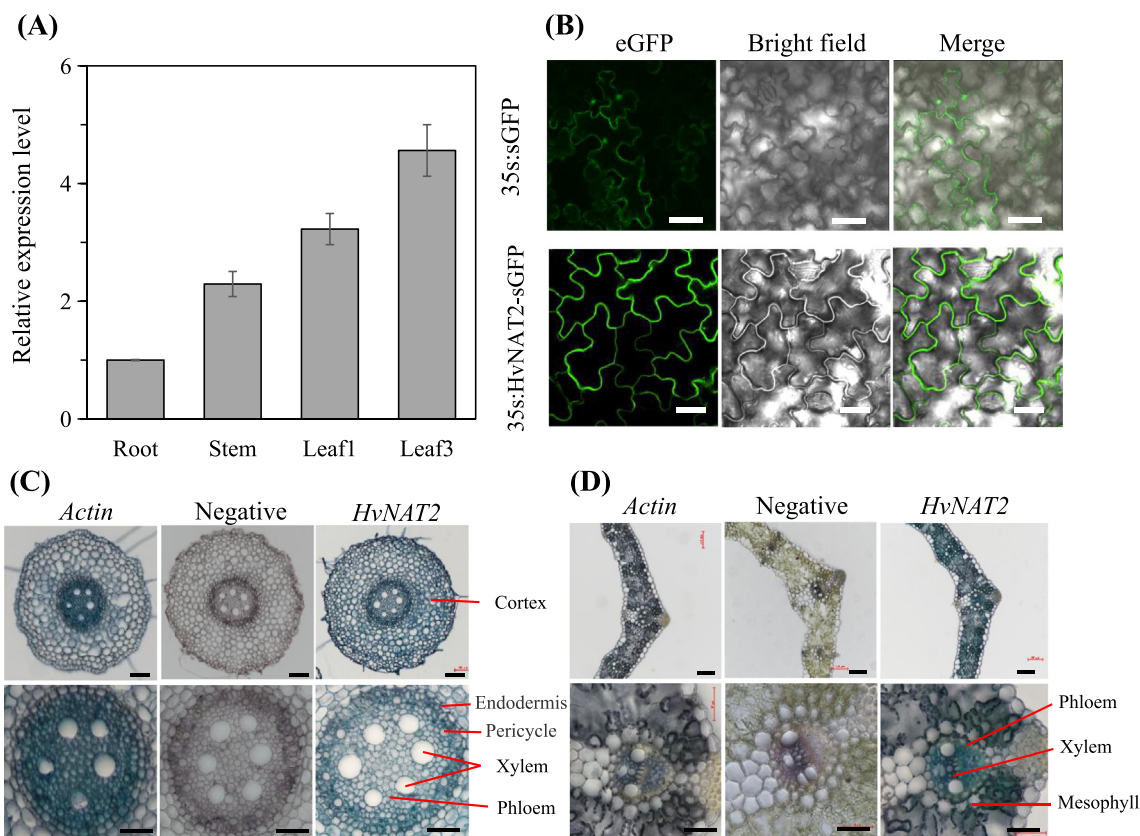 (A)
6
4
2
0
Relative expression level
Root Stem Leaf1 Leaf3
(B)
eGFP Bright field Merge
35s:sGFP
35s:HvNAT2-sGFP
(C)
Actin Negative HvNAT2
Cortex
Endodermis
Pericycle
Xylem
Phloem
(D)
Actin Negative HvNAT2
Phloem
Xylem
Mesophyll